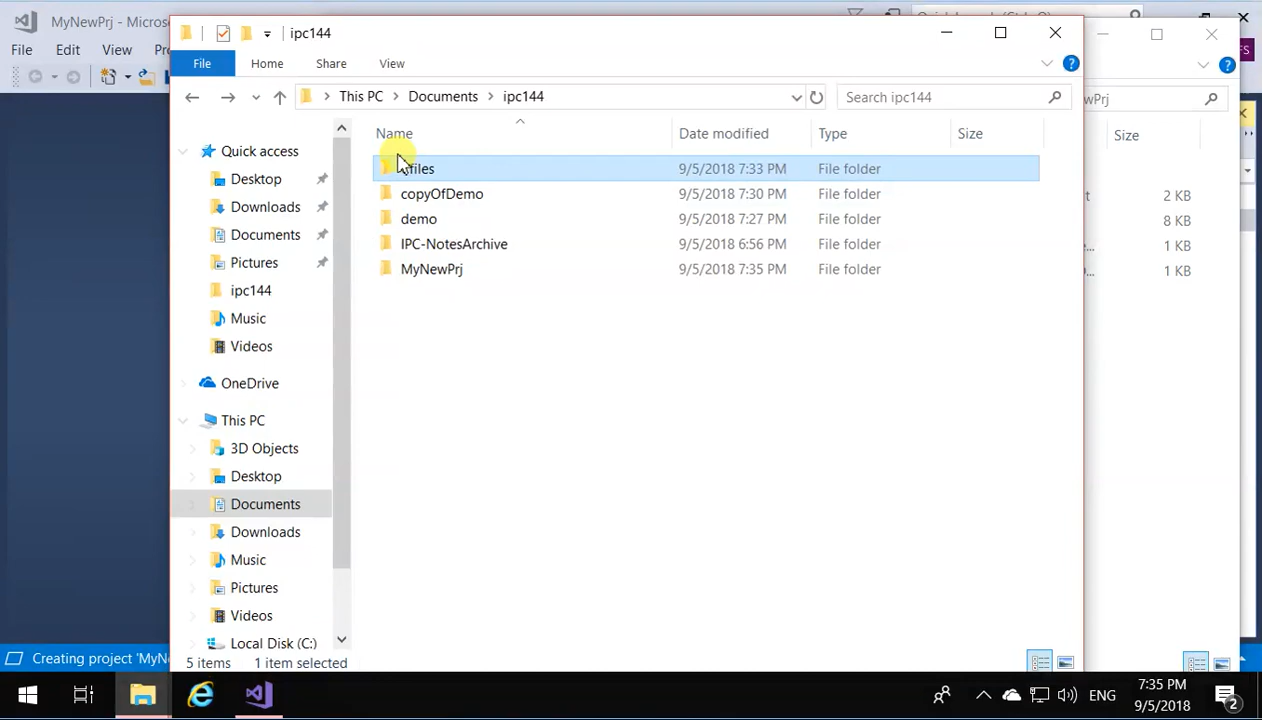 MyNewPrj - Microso
ipc144
File Edit View Pr
File Home Share View
This PC Documents ipc144
Search ipc144
wPrj
Name Date modified Type Size
Size
Quick access
Desktop
Downloads
Documents
Pictures
ipc144
Music
Videos
OneDrive
This PC
3D Objects
Desktop
Documents
Downloads
Music
Pictures
Videos
Local Disk (C:)
files 9/5/2018 7:33 PM File folder
copyOfDemo 9/5/2018 7:30 PM File folder
demo 9/5/2018 7:27 PM File folder
IPC-NotesArchive 9/5/2018 6:56 PM File folder
MyNewPrj 9/5/2018 7:35 PM File folder
2 KB
8 KB
1 KB
1 KB
5 items 1 item selected
Creating project 'MyN
ENG
7:35 PM
9/5/2018
2